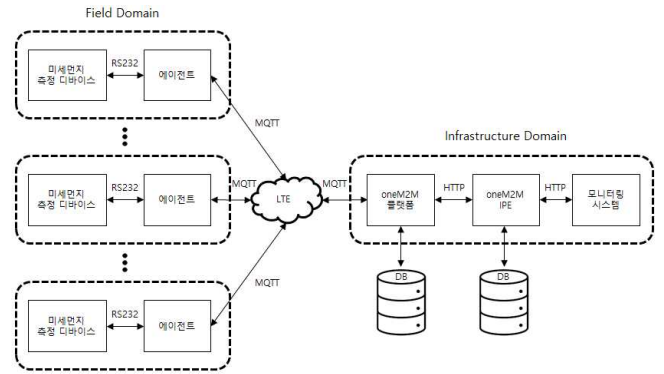 Field Domain
미세먼지
측정 디바이스
RS232
에이전트
MQTT
미세먼지
측정 디바이스
RS232
에이전트
MQTT
LTE
MQTT
미세먼지
측정 디바이스
RS232
에이전트
MQTT
Infrastructure Domain
oneM2M
플랫폼
HTTP
oneM2M
IPE
HTTP
모니터링
시스템
DB
DB